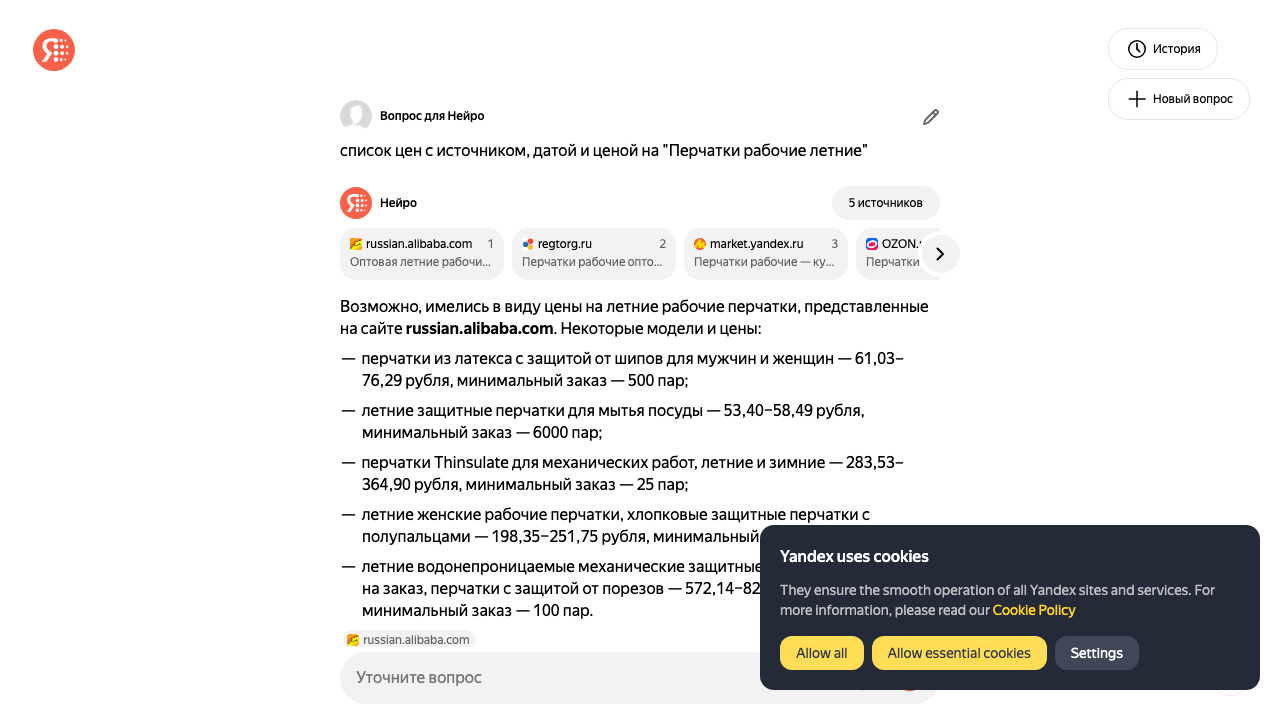 История
Новый вопрос
Вопрос для Нейро
список цен с источником, датой и ценой на "Перчатки рабочие летние"
Нейро
5 источников
russian.alibaba.com 1
Оптовая летние рабочи...
regtorg.ru 2
Перчатки рабочие опто...
market.yandex.ru 3
Перчатки рабочие — ку...
OZON.
Перчатки
Возможно, имелись в виду цены на летние рабочие перчатки, представленные
на сайте russian.alibaba.com. Некоторые модели и цены:
— перчатки из латекса с защитой от шипов для мужчин и женщин — 61,03–
76,29 рубля, минимальный заказ — 500 пар;
— летние защитные перчатки для мытья посуды — 53,40–58,49 рубля,
минимальный заказ — 6000 пар;
— перчатки Thinsulate для механических работ, летние и зимние — 283,53–
364,90 рубля, минимальный заказ — 25 пар;
— летние женские рабочие перчатки, хлопковые защитные перчатки с
полупальцами — 198,35–251,75 рубля, минимальный
— летние водонепроницаемые механические защитные
на заказ, перчатки с защитой от порезов — 572,14–82
минимальный заказ — 100 пар.
russian.alibaba.com
Уточните вопрос
Yandex uses cookies
They ensure the smooth operation of all Yandex sites and services. For
more information, please read our Cookie Policy
Allow all
Allow essential cookies
Settings